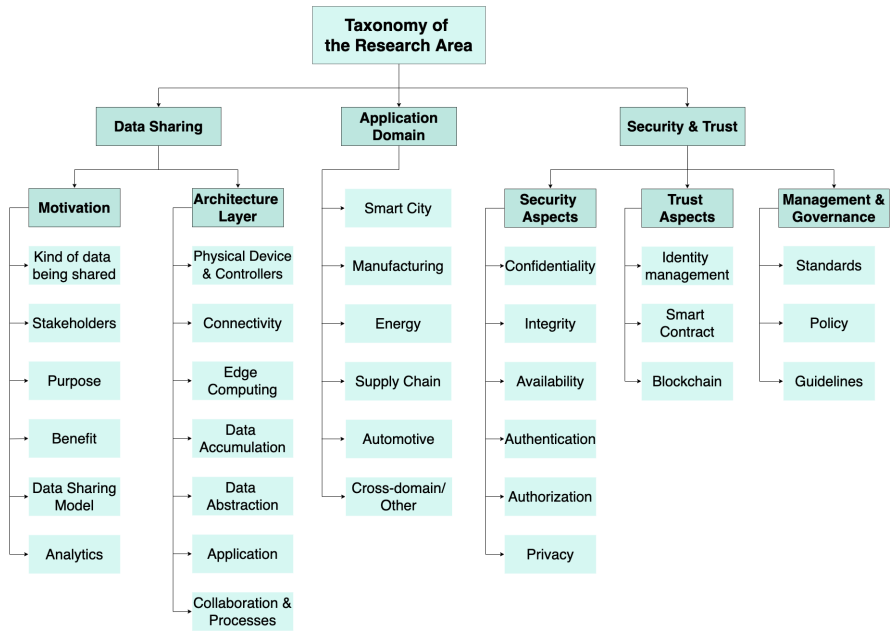 Taxonomy of
the Research Area
Data Sharing
Application
Domain
Security & Trust
Motivation
Architecture
Layer
Security
Aspects
Trust
Aspects
Management &
Governance
Kind of data
being shared
Stakeholders
Purpose
Benefit
Data Sharing
Model
Analytics
Physical Device
& Controllers
Connectivity
Edge
Computing
Data
Accumulation
Data
Abstraction
Application
Collaboration &
Processes
Smart City
Manufacturing
Energy
Supply Chain
Automotive
Cross-domain/
Other
Confidentiality
Integrity
Availability
Authentication
Authorization
Privacy
Identity
management
Smart
Contract
Blockchain
Standards
Policy
Guidelines